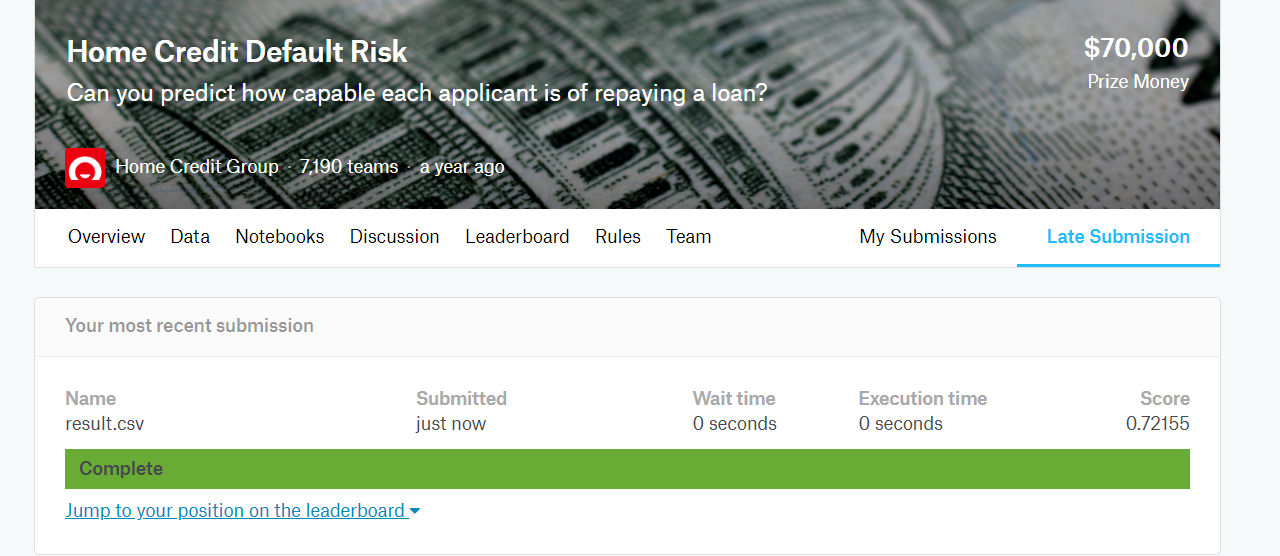 Home Credit Default Risk
$70,000
Can you predict how capable each applicant is of repaying a loan?
Prize Money
Home Credit Group · 7,190 teams · a year ago
Overview Data Notebooks Discussion Leaderboard Rules Team My Submissions Late Submission
Your most recent submission
Name Submitted Wait time Execution time Score
result.csv just now 0 seconds 0 seconds 0.72155
Complete
Jump to your position on the leaderboard